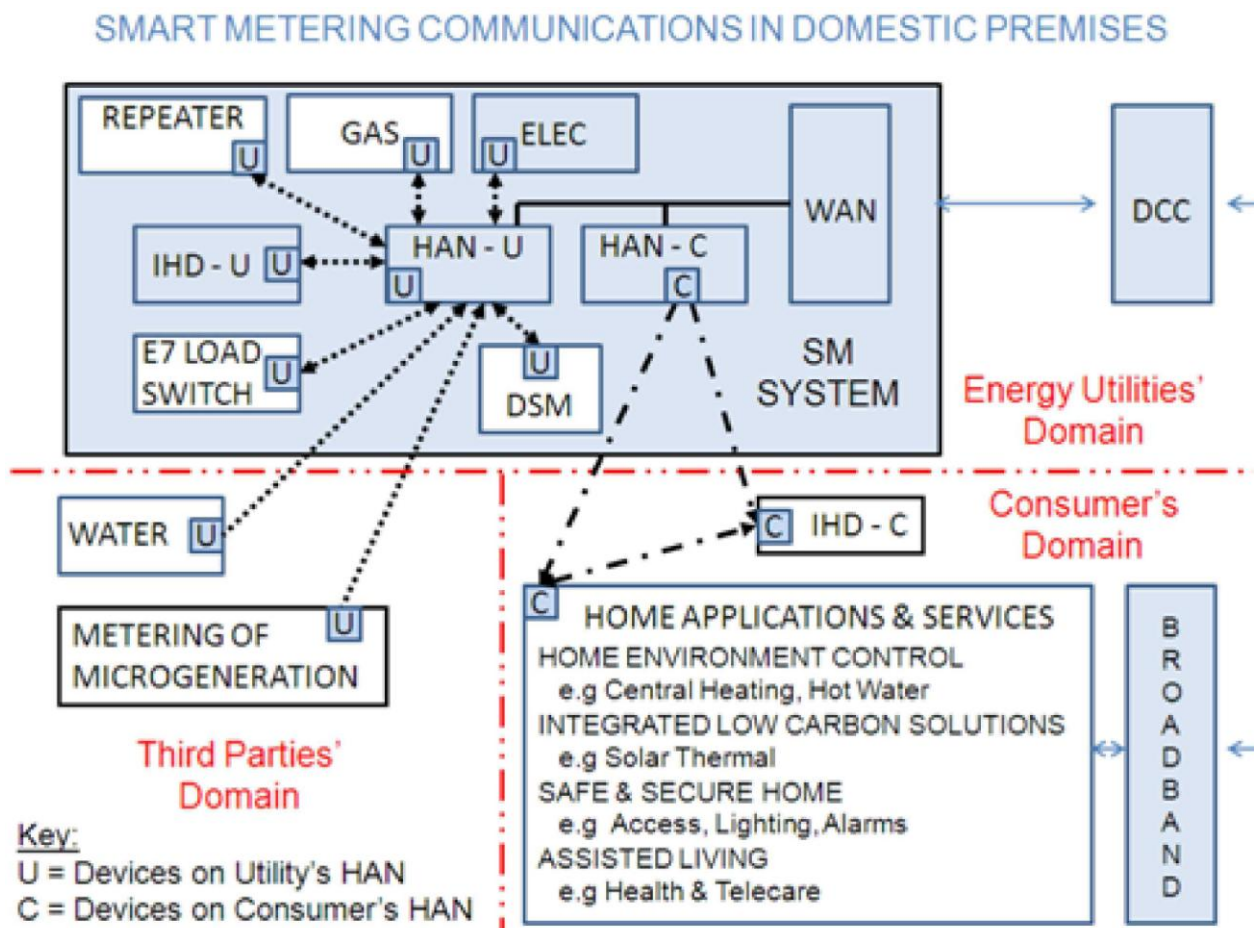 SMART METERING COMMUNICATIONS IN DOMESTIC PREMISES
REPEATER
U
GAS
U
U
ELEC
WAN
DCC
IHD - U
U
HAN - U
U
HAN - C
C
E7 LOAD
SWITCH
U
U
DSM
SM
SYSTEM
Energy Utilities'
Domain
WATER
U
C
IHD - C
Consumer's
Domain
METERING OF
MICROGENERATION
U
C
HOME APPLICATIONS & SERVICES
HOME ENVIRONMENT CONTROL
e.g Central Heating, Hot Water
INTEGRATED LOW CARBON SOLUTIONS
e.g Solar Thermal
SAFE & SECURE HOME
e.g Access, Lighting, Alarms
ASSISTED LIVING
e.g Health & Telecare
B
R
O
A
D
B
A
N
D
Third Parties'
Domain
Key:
U = Devices on Utility's HAN
C = Devices on Consumer's HAN